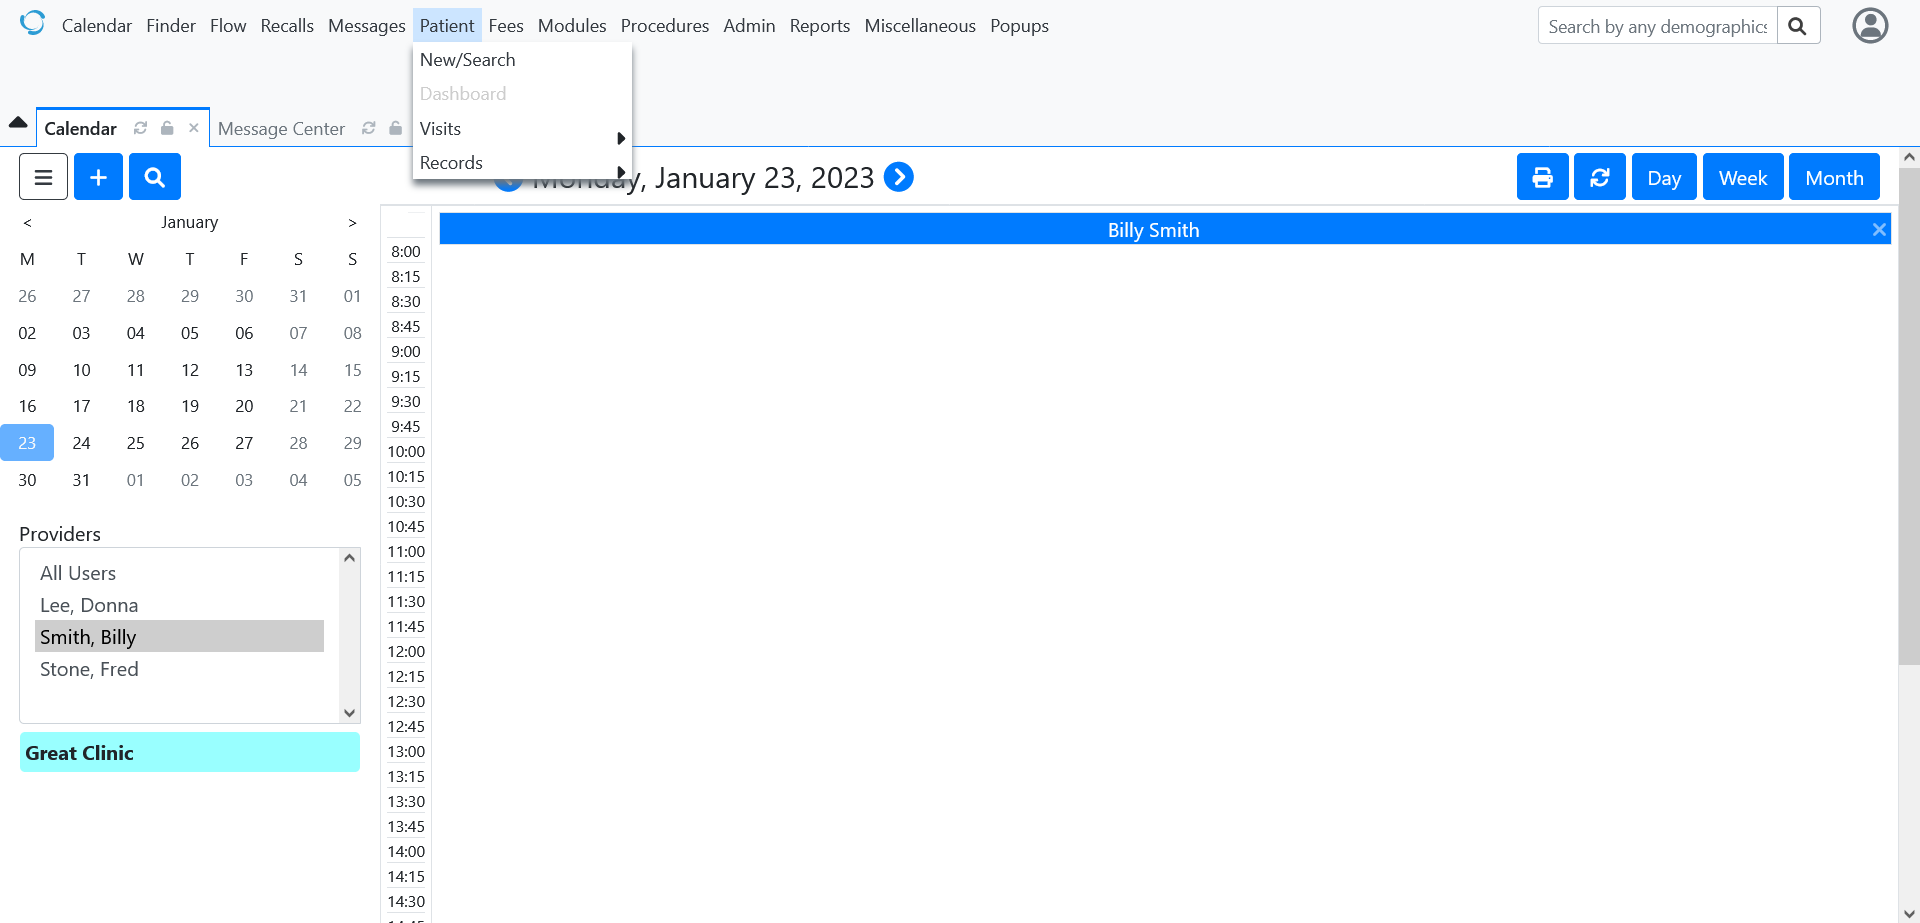 Calendar Finder Flow Recalls Messages Patient Fees Modules Procedures Admin Reports Miscellaneous Popups
Search by any demographics
New/Search
Dashboard
Visits
Records
Calendar
Message Center
Monday, January 23, 2023
Day Week Month
< January >
M T W T F S S
26 27 28 29 30 31 01
02 03 04 05 06 07 08
09 10 11 12 13 14 15
16 17 18 19 20 21 22
23 24 25 26 27 28 29
30 31 01 02 03 04 05
Providers
All Users
Lee, Donna
Smith, Billy
Stone, Fred
Great Clinic
Billy Smith
8:00
8:15
8:30
8:45
9:00
9:15
9:30
9:45
10:00
10:15
10:30
10:45
11:00
11:15
11:30
11:45
12:00
12:15
12:30
12:45
13:00
13:15
13:30
13:45
14:00
14:15
14:30
14:45